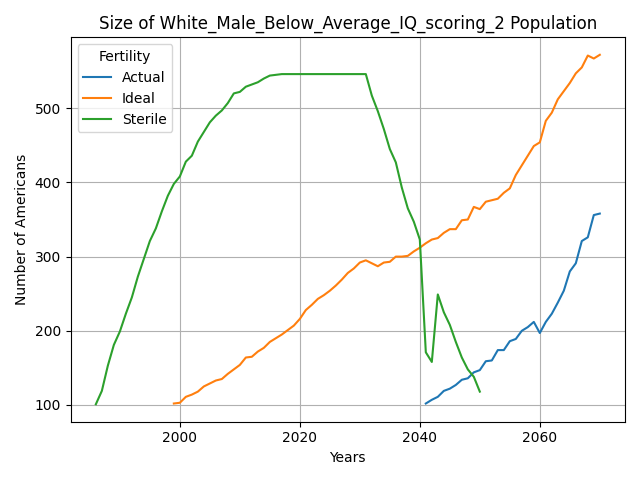 Size of White_Male_Below_Average_IQ_scoring_2 Population
Fertility
Actual
Ideal
Sterile
Number of Americans
500
400
300
200
100
2000
2020
2040
2060
Years